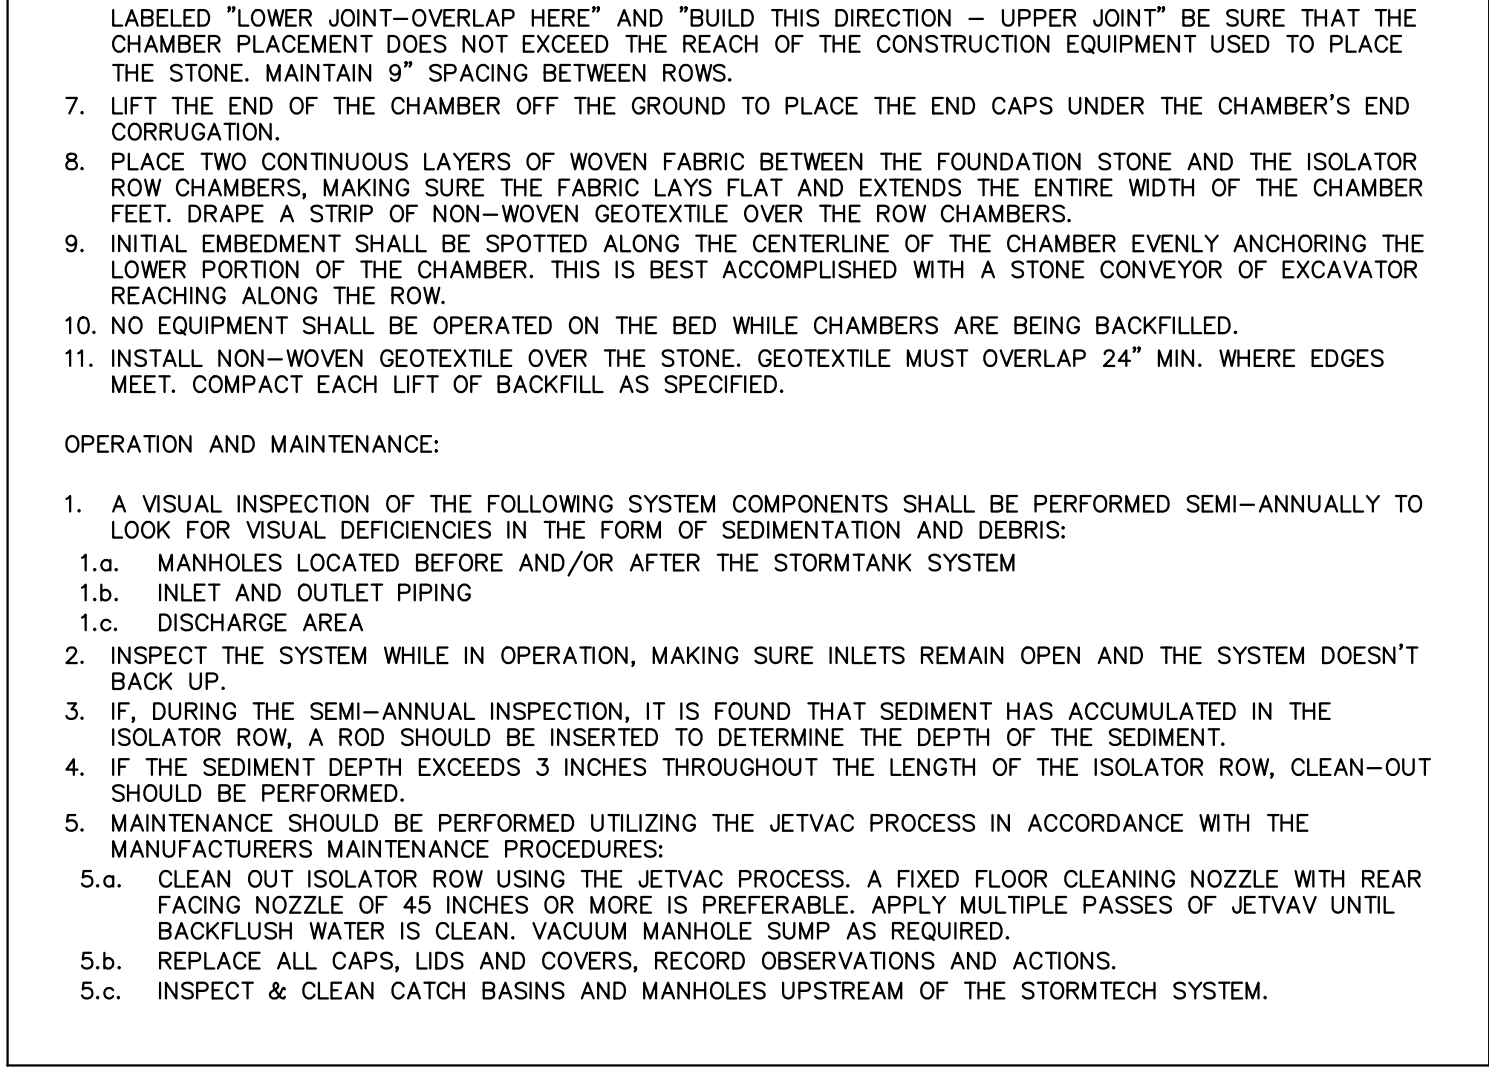 LABELED "LOWER JOINT–OVERLAP HERE" AND "BUILD THIS DIRECTION – UPPER JOINT" BE SURE THAT THE
CHAMBER PLACEMENT DOES NOT EXCEED THE REACH OF THE CONSTRUCTION EQUIPMENT USED TO PLACE
THE STONE. MAINTAIN 9" SPACING BETWEEN ROWS.
7. LIFT THE END OF THE CHAMBER OFF THE GROUND TO PLACE THE END CAPS UNDER THE CHAMBER'S END
CORRUGATION.
8. PLACE TWO CONTINUOUS LAYERS OF WOVEN FABRIC BETWEEN THE FOUNDATION STONE AND THE ISOLATOR
ROW CHAMBERS, MAKING SURE THE FABRIC LAYS FLAT AND EXTENDS THE ENTIRE WIDTH OF THE CHAMBER
FEET. DRAPE A STRIP OF NON–WOVEN GEOTEXTILE OVER THE ROW CHAMBERS.
9. INITIAL EMBEDMENT SHALL BE SPOTTED ALONG THE CENTERLINE OF THE CHAMBER EVENLY ANCHORING THE
LOWER PORTION OF THE CHAMBER. THIS IS BEST ACCOMPLISHED WITH A STONE CONVEYOR OF EXCAVATOR
REACHING ALONG THE ROW.
10. NO EQUIPMENT SHALL BE OPERATED ON THE BED WHILE CHAMBERS ARE BEING BACKFILLED.
11. INSTALL NON–WOVEN GEOTEXTILE OVER THE STONE. GEOTEXTILE MUST OVERLAP 24" MIN. WHERE EDGES
MEET. COMPACT EACH LIFT OF BACKFILL AS SPECIFIED.
OPERATION AND MAINTENANCE:
1. A VISUAL INSPECTION OF THE FOLLOWING SYSTEM COMPONENTS SHALL BE PERFORMED SEMI–ANNUALLY TO
LOOK FOR VISUAL DEFICIENCIES IN THE FORM OF SEDIMENTATION AND DEBRIS:
1.a. MANHOLES LOCATED BEFORE AND/OR AFTER THE STORMTANK SYSTEM
1.b. INLET AND OUTLET PIPING
1.c. DISCHARGE AREA
2. INSPECT THE SYSTEM WHILE IN OPERATION, MAKING SURE INLETS REMAIN OPEN AND THE SYSTEM DOESN'T
BACK UP.
3. IF, DURING THE SEMI–ANNUAL INSPECTION, IT IS FOUND THAT SEDIMENT HAS ACCUMULATED IN THE
ISOLATOR ROW, A ROD SHOULD BE INSERTED TO DETERMINE THE DEPTH OF THE SEDIMENT.
4. IF THE SEDIMENT DEPTH EXCEEDS 3 INCHES THROUGHOUT THE LENGTH OF THE ISOLATOR ROW, CLEAN–OUT
SHOULD BE PERFORMED.
5. MAINTENANCE SHOULD BE PERFORMED UTILIZING THE JETVAC PROCESS IN ACCORDANCE WITH THE
MANUFACTURERS MAINTENANCE PROCEDURES:
5.a. CLEAN OUT ISOLATOR ROW USING THE JETVAC PROCESS. A FIXED FLOOR CLEANING NOZZLE WITH REAR
FACING NOZZLE OF 45 INCHES OR MORE IS PREFERABLE. APPLY MULTIPLE PASSES OF JETVAV UNTIL
BACKFLUSH WATER IS CLEAN. VACUUM MANHOLE SUMP AS REQUIRED.
5.b. REPLACE ALL CAPS, LIDS AND COVERS, RECORD OBSERVATIONS AND ACTIONS.
5.c. INSPECT & CLEAN CATCH BASINS AND MANHOLES UPSTREAM OF THE STORMTECH SYSTEM.